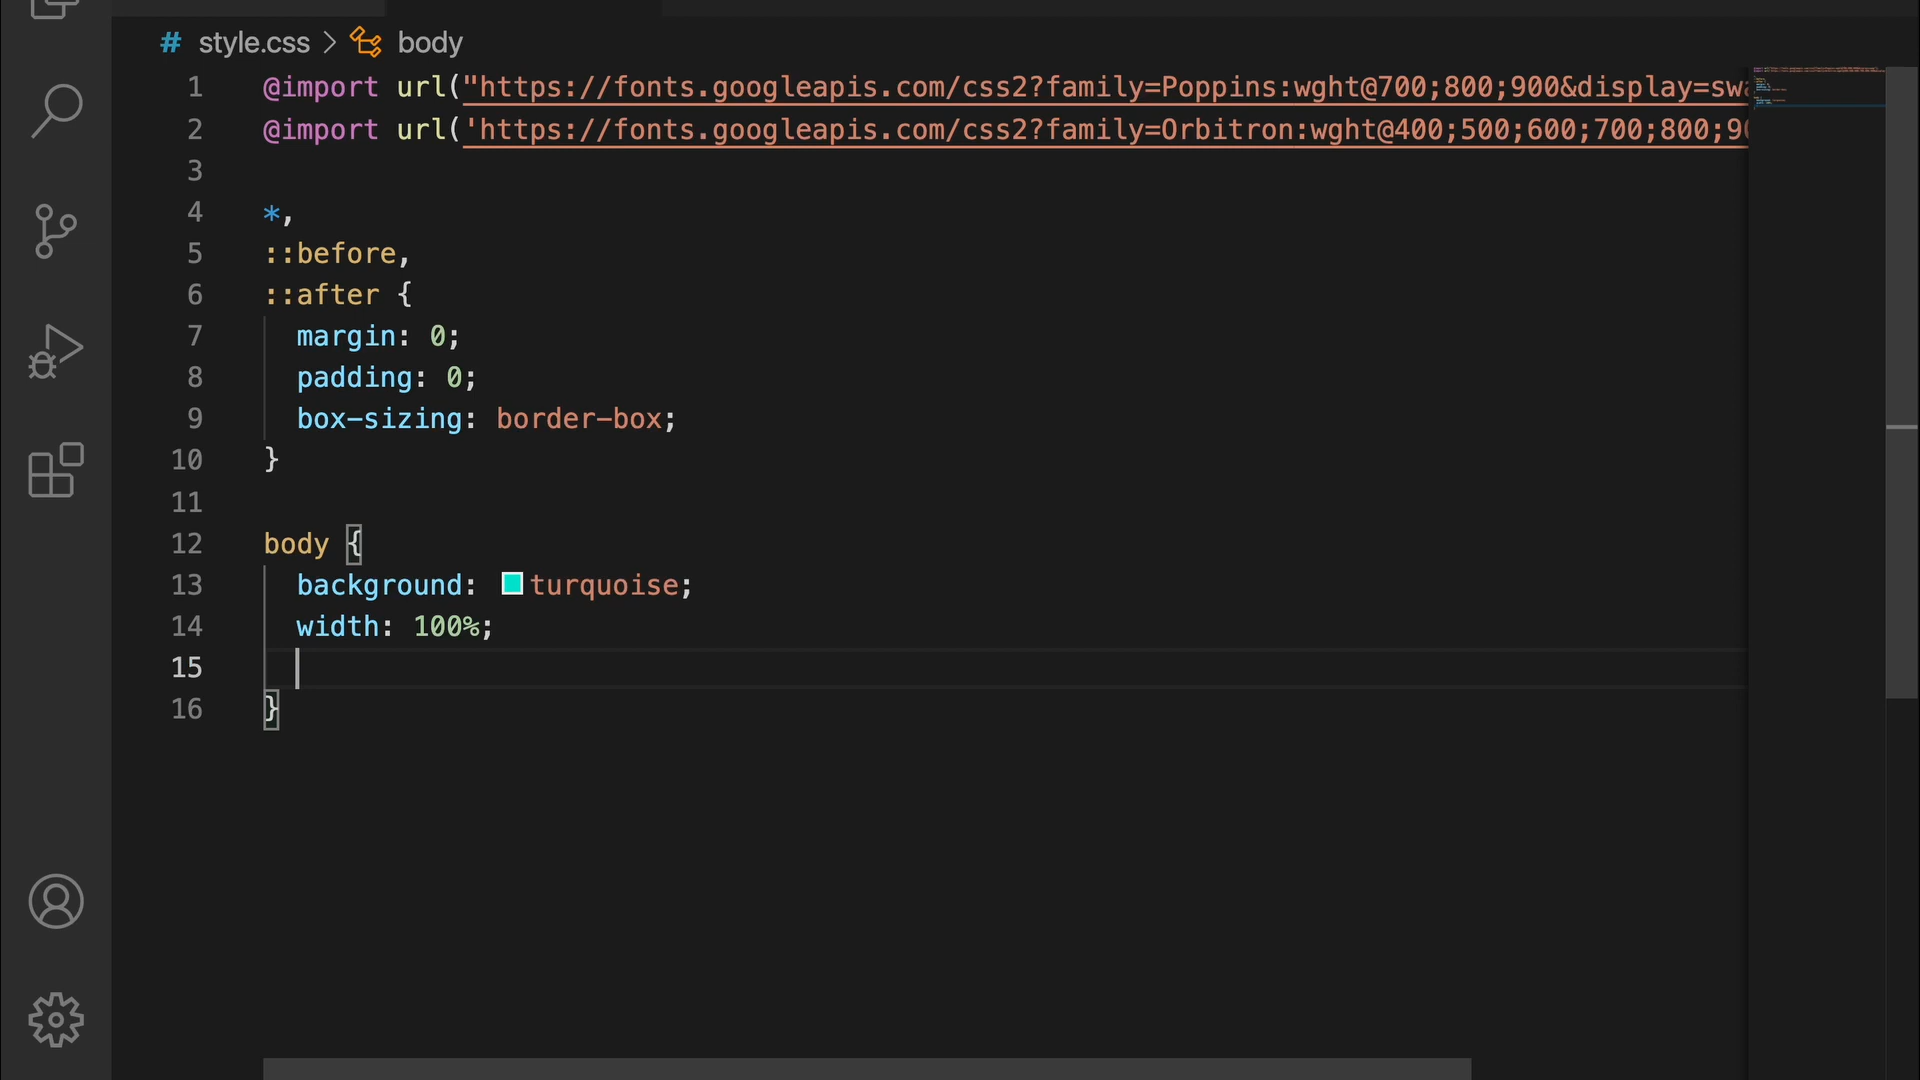 # style.css > body
1 @import url("https://fonts.googleapis.com/css2?family=Poppins:wght@700;800;900&display=swa
2 @import url('https://fonts.googleapis.com/css2?family=Orbitron:wght@400;500;600;700;800;90
3
4 *,
5 ::before,
6 ::after {
7 margin: 0;
8 padding: 0;
9 box-sizing: border-box;
10 }
11
12 body {
13 background: turquoise;
14 width: 100%;
15
16 }